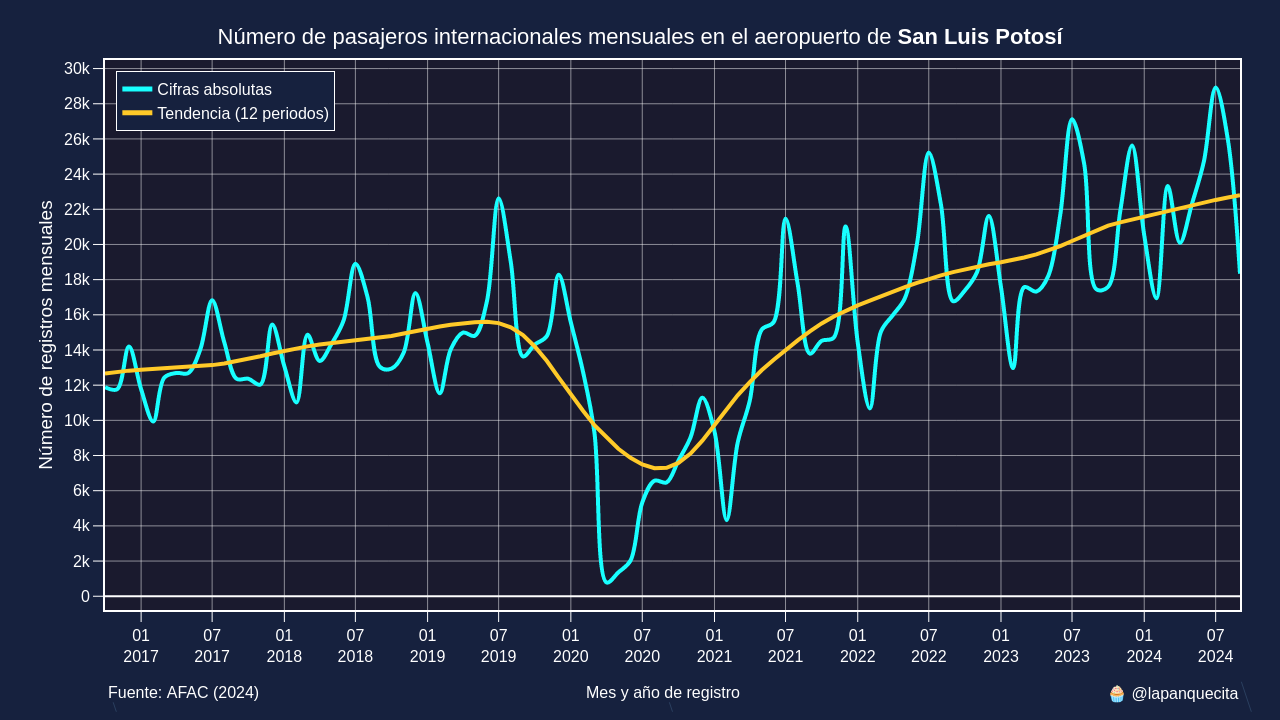 Número de pasajeros internacionales mensuales en el aeropuerto de San Luis Potosí
Cifras absolutas
Tendencia (12 periodos)
Número de registros mensuales
30k
28k
26k
24k
22k
20k
18k
16k
14k
12k
10k
8k
6k
4k
2k
0
01 07 01 07 01 07 01 07 01 07 01 07 01 07 01 07
2017 2017 2018 2018 2019 2019 2020 2020 2021 2021 2022 2022 2023 2023 2024 2024
Fuente: AFAC (2024) Mes y año de registro 🧁 @lapanquecita